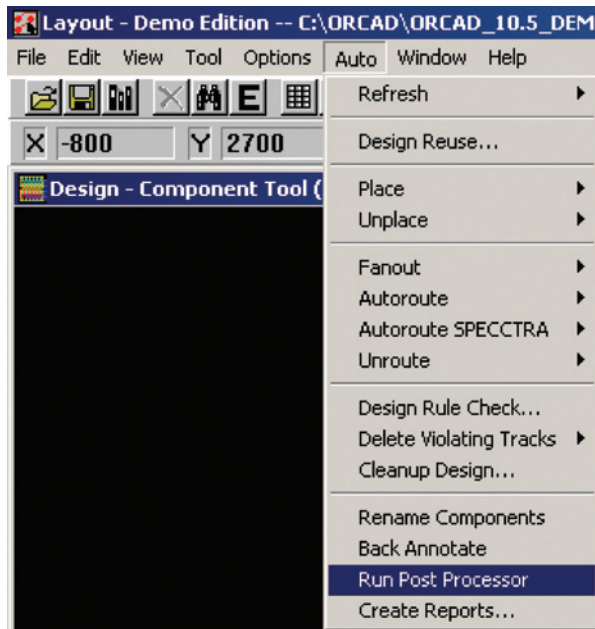 Layout - Demo Edition -- C:\ORCAD\ORCAD_10.5_DEM
File Edit View Tool Options Auto Window Help
E
X -800 Y 2700
Design - Component Tool (
Refresh
Design Reuse...
Place
Unplace
Fanout
Autoroute
Autoroute SPECCTRA
Unroute
Design Rule Check...
Delete Violating Tracks
Cleanup Design...
Rename Components
Back Annotate
Run Post Processor
Create Reports...